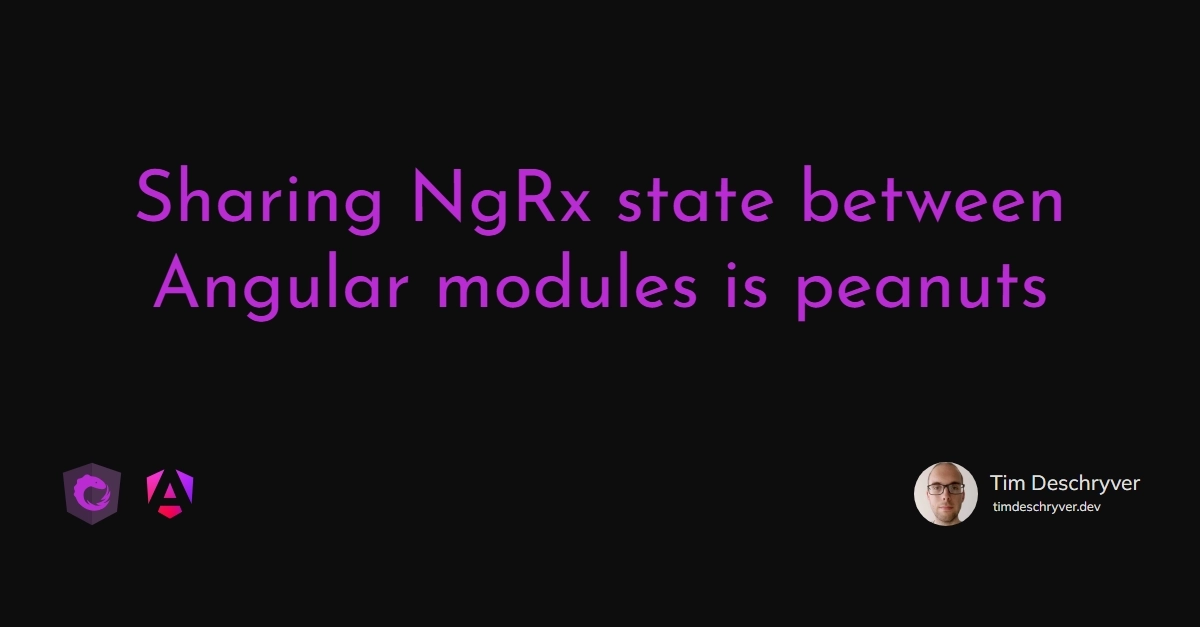 Sharing NgRx state between
Angular modules is peanuts
Tim Deschryver
timdeschryver.dev